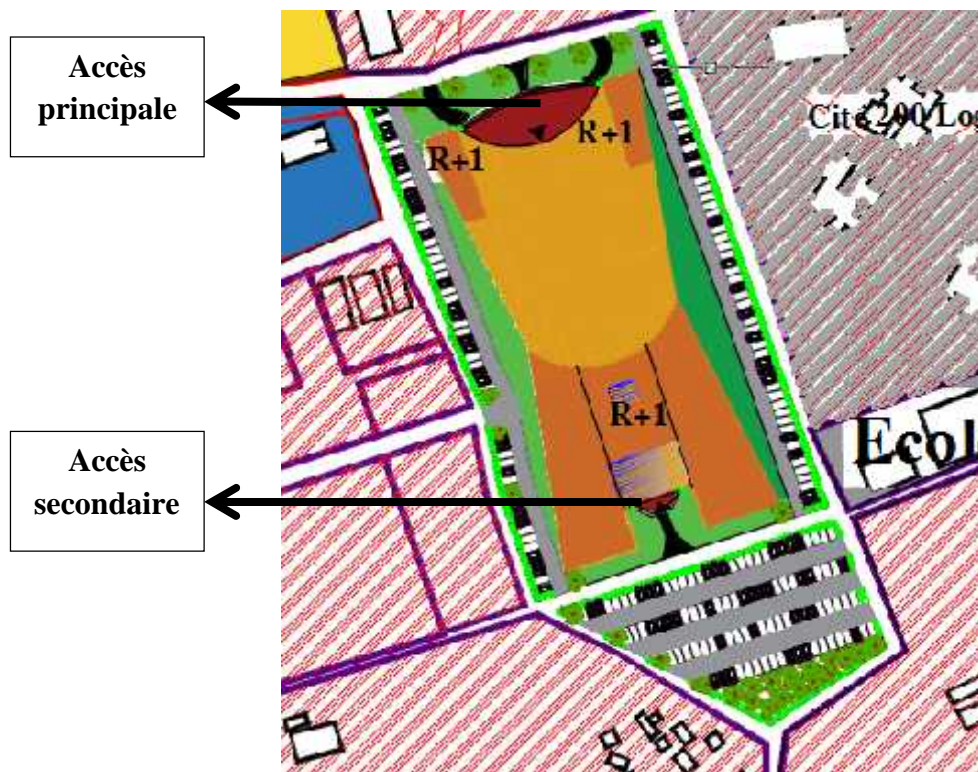 Accès
principale
Cité 200 Log
R+1
R+1
R+1
Ecol
Accès
secondaire